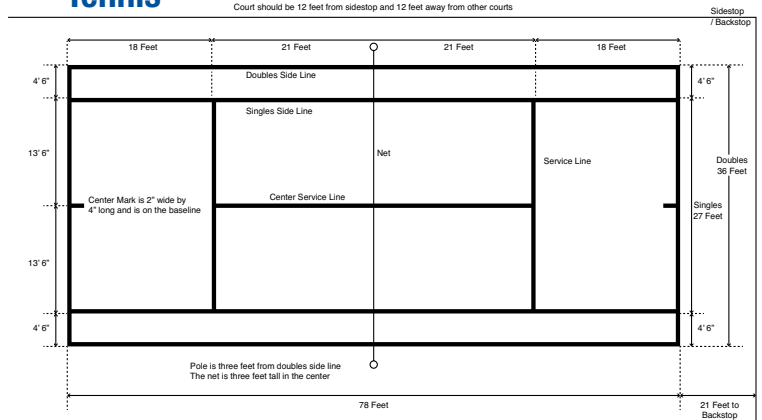 Tennis
Court should be 12 feet from sidestop and 12 feet away from other courts
Sidestop
/ Backstop
18 Feet
21 Feet
21 Feet
18 Feet
4' 6"
Doubles Side Line
4' 6"
Singles Side Line
13' 6"
Net
Service Line
Doubles
36 Feet
Center Mark is 2" wide by
4" long and is on the baseline
Center Service Line
Singles
27 Feet
13' 6"
4' 6"
4' 6"
Pole is three feet from doubles side line
The net is three feet tall in the center
78 Feet
21 Feet to
Backstop